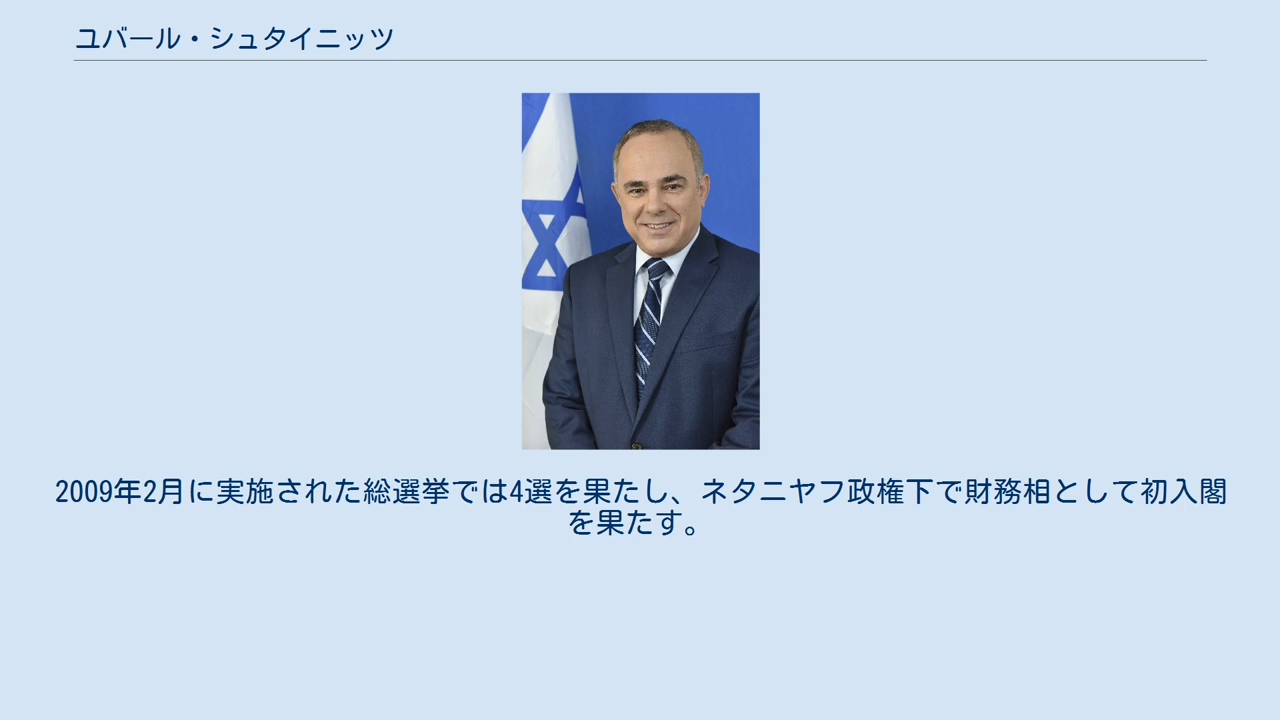 ユバール・シュタイニッツ
2009年2月に実施された総選挙では4選を果たし、ネタニヤフ政権下で財務相として初入閣
を果たす。